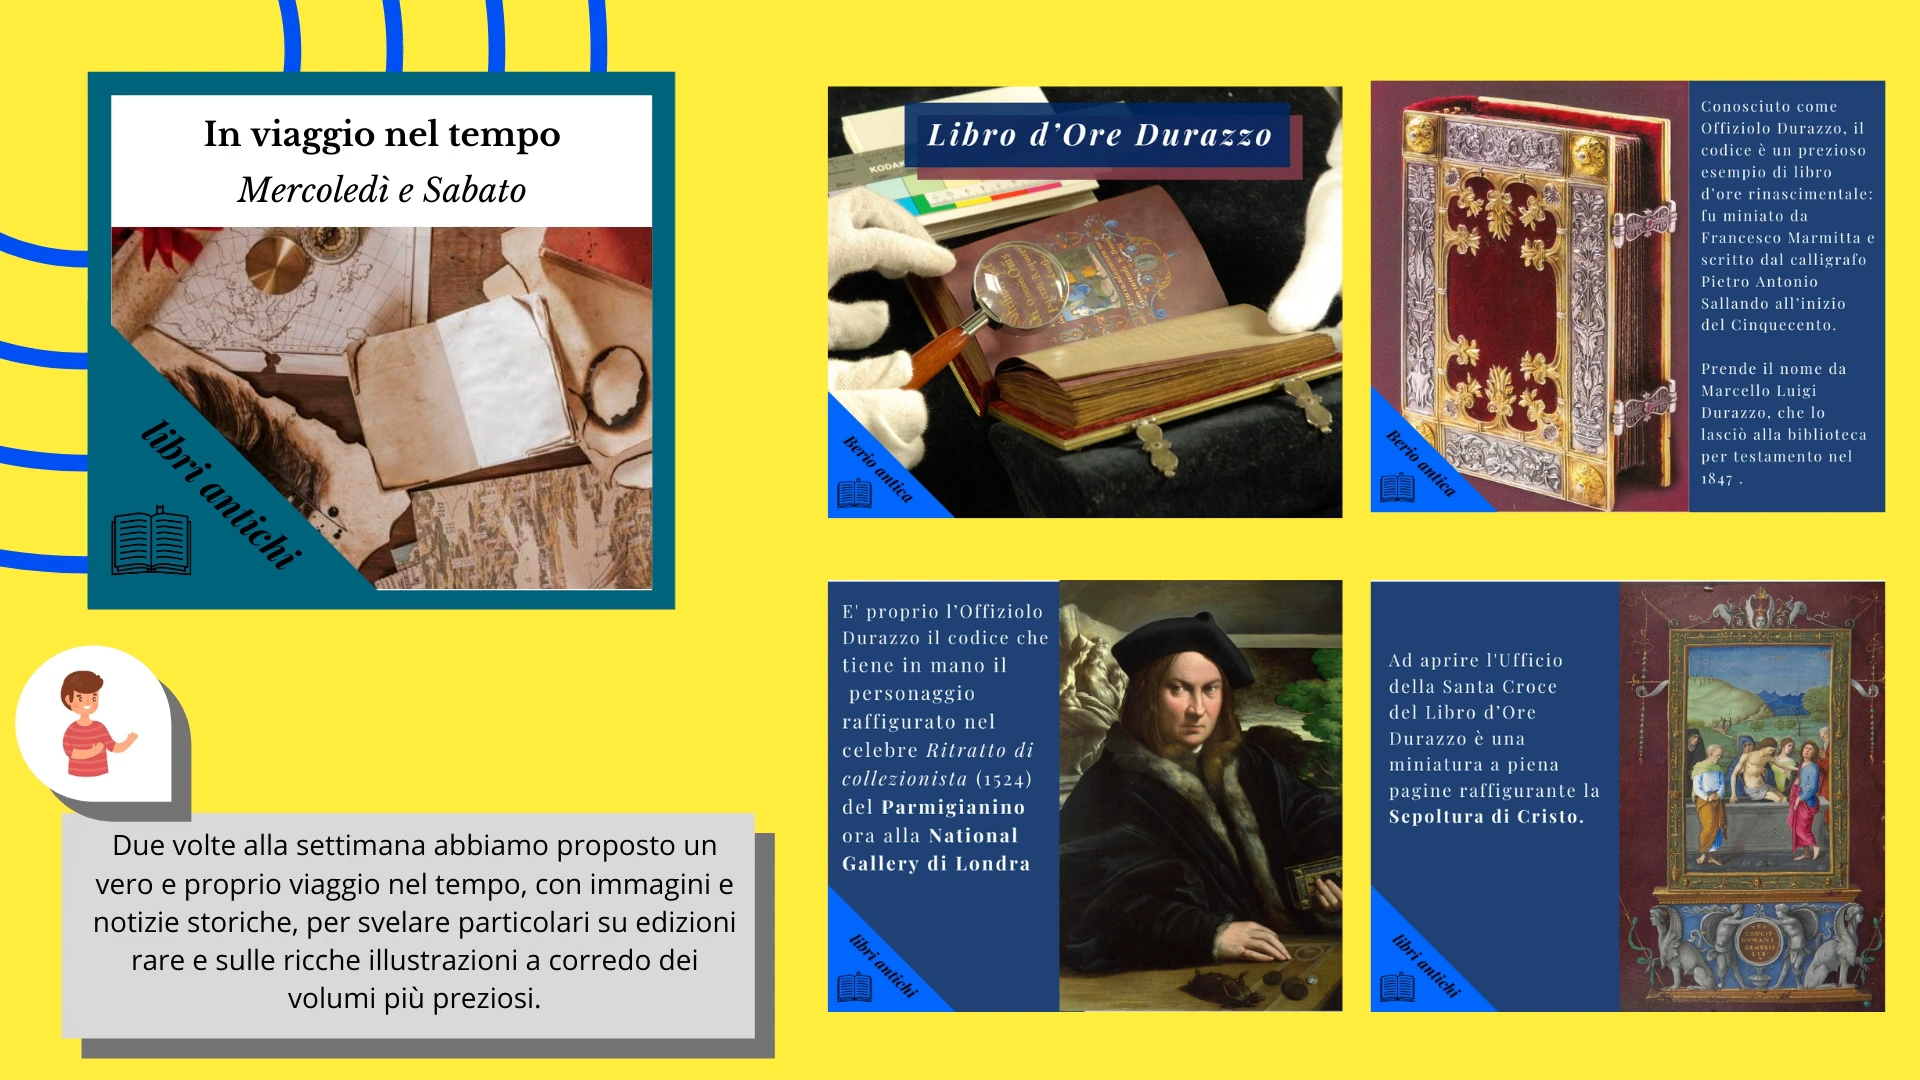 In viaggio nel tempo
Mercoledì e Sabato
libri antichi
Due volte alla settimana abbiamo proposto un
vero e proprio viaggio nel tempo, con immagini e
notizie storiche, per svelare particolari su edizioni
rare e sulle ricche illustrazioni a corredo dei
volumi più preziosi.
Libro d'Ore Durazzo
KODAK
Berio antica
Conosciuto come
Offiziolo Durazzo, il
codice è un prezioso
esempio di libro
d'ore rinascimentale:
fu miniato da
Francesco Marmitta e
scritto dal calligrafo
Pietro Antonio
Sallando all'inizio
del Cinquecento.
Prende il nome da
Marcello Luigi
Durazzo, che lo
lasciò alla biblioteca
per testamento nel
1847 .
Berio antica
E' proprio l'Offiziolo
Durazzo il codice che
tiene in mano il
personaggio
raffigurato nel
celebre Ritratto di
collezionista (1524)
del Parmigianino
ora alla National
Gallery di Londra
libri antichi
Ad aprire l'Ufficio
della Santa Croce
del Libro d'Ore
Durazzo è una
miniatura a piena
pagine raffigurante la
Sepoltura di Cristo.
libri antichi